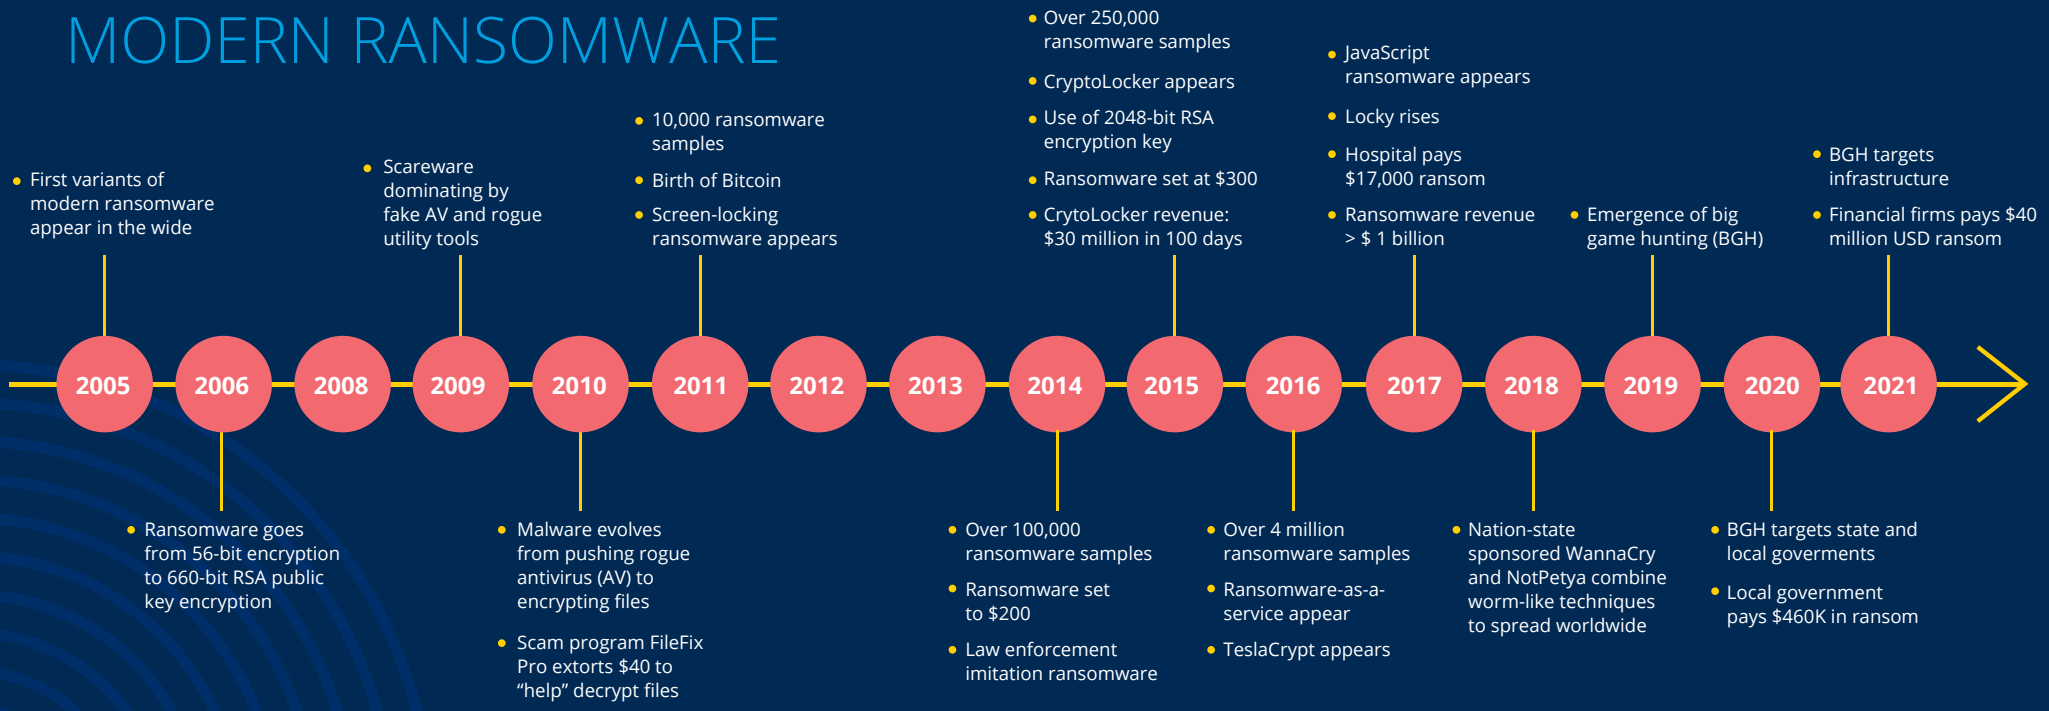 MODERN RANSOMWARE
First variants of
modern ransomware
appear in the wide
Scareware
dominating by
fake AV and rogue
utility tools
10,000 ransomware
samples
Birth of Bitcoin
Screen-locking
ransomware appears
Over 250,000
ransomware samples
CryptoLocker appears
Use of 2048-bit RSA
encryption key
Ransomware set at $300
CrytoLocker revenue:
$30 million in 100 days
JavaScript
ransomware appears
Locky rises
Hospital pays
$17,000 ransom
Ransomware revenue
> $ 1 billion
Emergence of big
game hunting (BGH)
BGH targets
infrastructure
Financial firms pays $40
million USD ransom
2005 2006 2008 2009 2010 2011 2012 2013 2014 2015 2016 2017 2018 2019 2020 2021
Ransomware goes
from 56-bit encryption
to 660-bit RSA public
key encryption
Malware evolves
from pushing rogue
antivirus (AV) to
encrypting files
Scam program FileFix
Pro extorts $40 to
“help” decrypt files
Over 100,000
ransomware samples
Ransomware set
to $200
Law enforcement
imitation ransomware
Over 4 million
ransomware samples
Ransomware-as-a-
service appear
TeslaCrypt appears
Nation-state
sponsored WannaCry
and NotPetya combine
worm-like techniques
to spread worldwide
BGH targets state and
local goverments
Local government
pays $460K in ransom